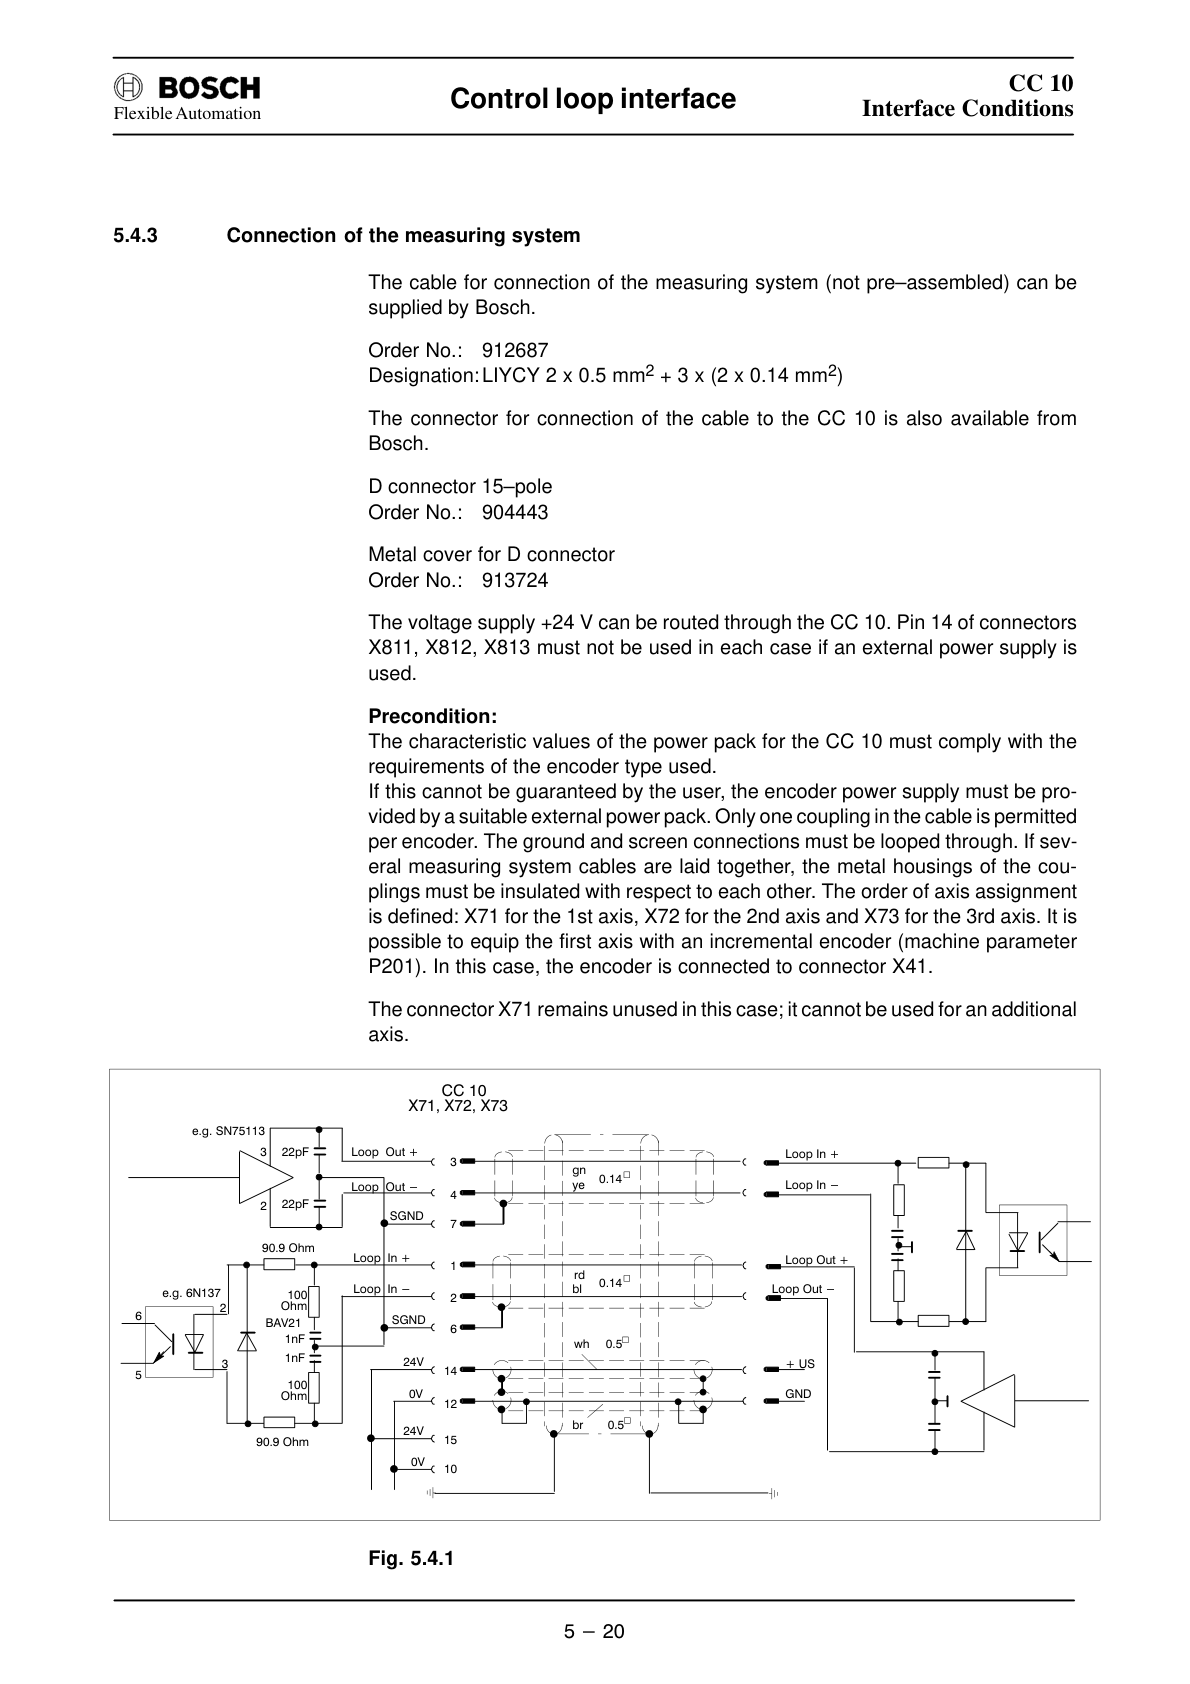 BOSCH
Flexible Automation
Control loop interface
CC 10
Interface Conditions
5.4.3 Connection of the measuring system
The cable for connection of the measuring system (not pre–assembled) can be
supplied by Bosch.
Order No.: 912687
Designation: LIYCY 2 x 0.5 mm² + 3 x (2 x 0.14 mm²)
The connector for connection of the cable to the CC 10 is also available from
Bosch.
D connector 15–pole
Order No.: 904443
Metal cover for D connector
Order No.: 913724
The voltage supply +24 V can be routed through the CC 10. Pin 14 of connectors
X811, X812, X813 must not be used in each case if an external power supply is
used.
Precondition:
The characteristic values of the power pack for the CC 10 must comply with the
requirements of the encoder type used.
If this cannot be guaranteed by the user, the encoder power supply must be pro-
vided by a suitable external power pack. Only one coupling in the cable is permitted
per encoder. The ground and screen connections must be looped through. If sev-
eral measuring system cables are laid together, the metal housings of the cou-
plings must be insulated with respect to each other. The order of axis assignment
is defined: X71 for the 1st axis, X72 for the 2nd axis and X73 for the 3rd axis. It is
possible to equip the first axis with an incremental encoder (machine parameter
P201). In this case, the encoder is connected to connector X41.
The connector X71 remains unused in this case; it cannot be used for an additional
axis.
CC 10
X71, X72, X73
e.g. SN75113
3 22pF Loop Out + 3 gn 0.14□ Loop In +
2 22pF Loop Out – 4 ye Loop In –
SGND 7
90.9 Ohm Loop In + 1 rd 0.14□ Loop Out +
e.g. 6N137 100 Ohm Loop In – 2 bl Loop Out –
6 2 BAV21 SGND 6
1nF wh 0.5□
1nF 24V 14 + US
5 3 100 Ohm 0V 12 GND
90.9 Ohm 24V 15 br 0.5□
0V 10
Fig. 5.4.1
5 – 20